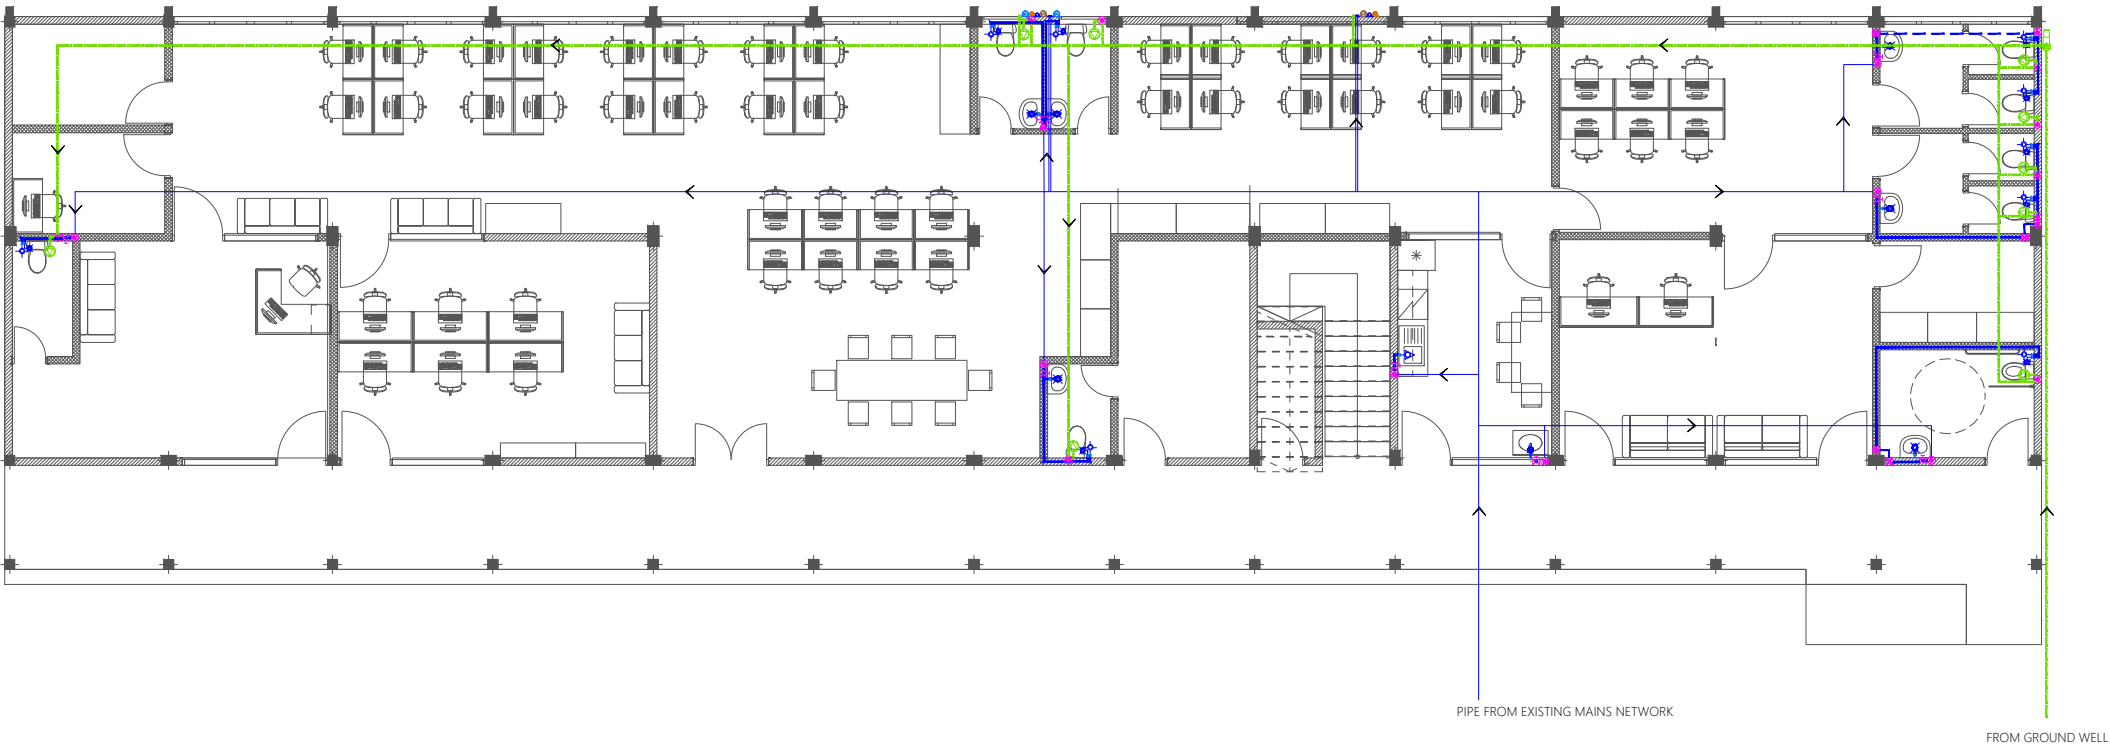 PIPE FROM EXISTING MAINS NETWORK
FROM GROUND WELL